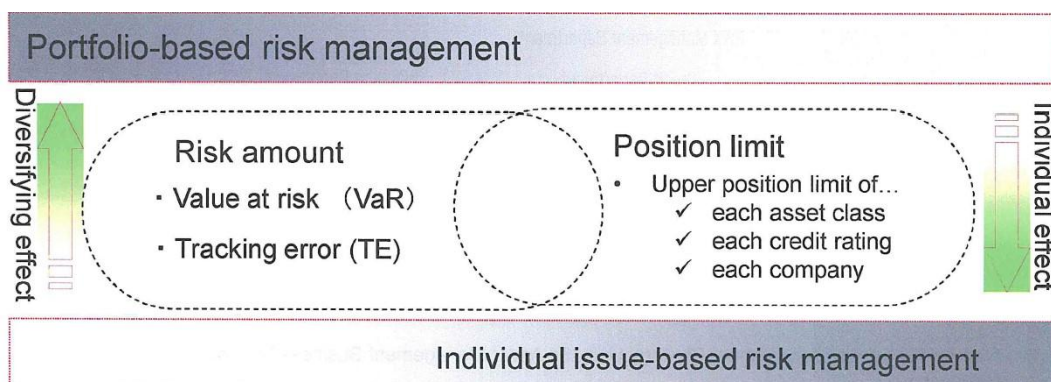 Portfolio-based risk management
Diversifying effect
Risk amount
・Value at risk （VaR）
・Tracking error (TE)
Position limit
• Upper position limit of…
✓ each asset class
✓ each credit rating
✓ each company
Individual effect
Individual issue-based risk management